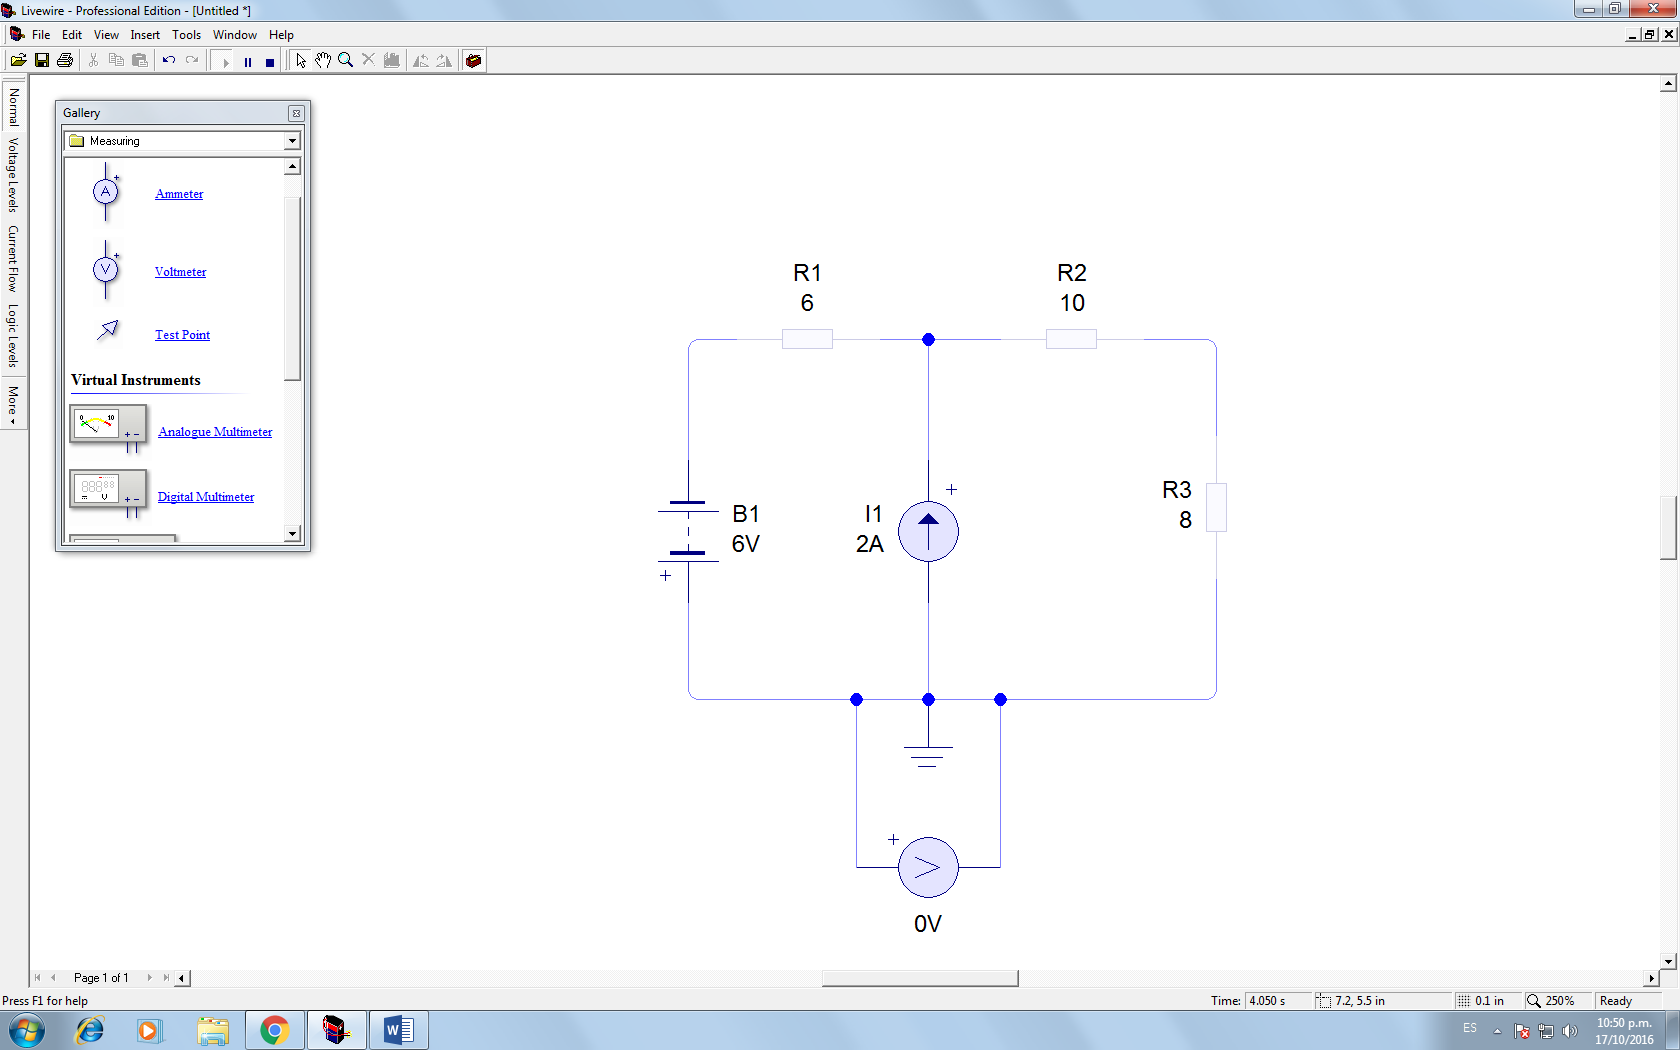 Livewire - Professional Edition - [Untitled *]
File Edit View Insert Tools Window Help
Normal
Voltage Levels
Current Flow
Logic Levels
More
Gallery
Measuring
A
+
Ammeter
V
+
Voltmeter
Test Point
Virtual Instruments
0 10
+ -
Analogue Multimeter
V
+ -
Digital Multimeter
R1
6
R2
10
R3
8
B1
6V
+
I1
2A
+
+
V
0V
Page 1 of 1
Press F1 for help
Time: 4.050 s
7.2, 5.5 in
0.1 in
250%
Ready
W
ES
10:50 p.m.
17/10/2016